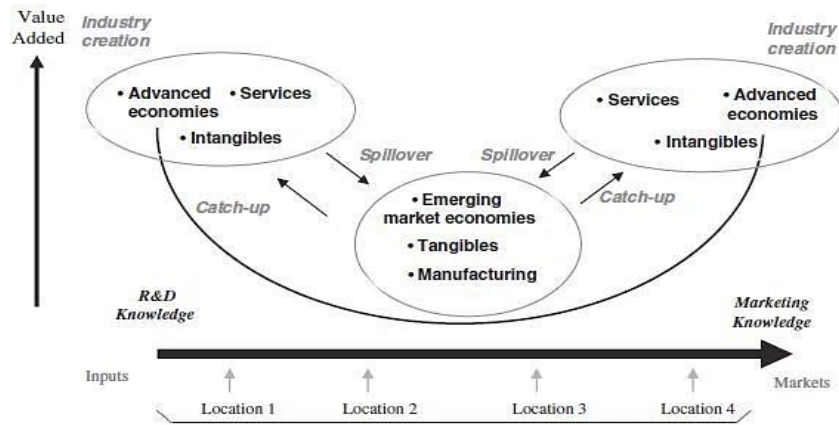 Value
Added
Industry
creation
Industry
creation
• Advanced
economies
• Services
• Intangibles
• Services
• Advanced
economies
• Intangibles
Spillover
Spillover
Catch-up
Catch-up
• Emerging
market economies
• Tangibles
• Manufacturing
R&D
Knowledge
Marketing
Knowledge
Inputs
Markets
Location 1
Location 2
Location 3
Location 4